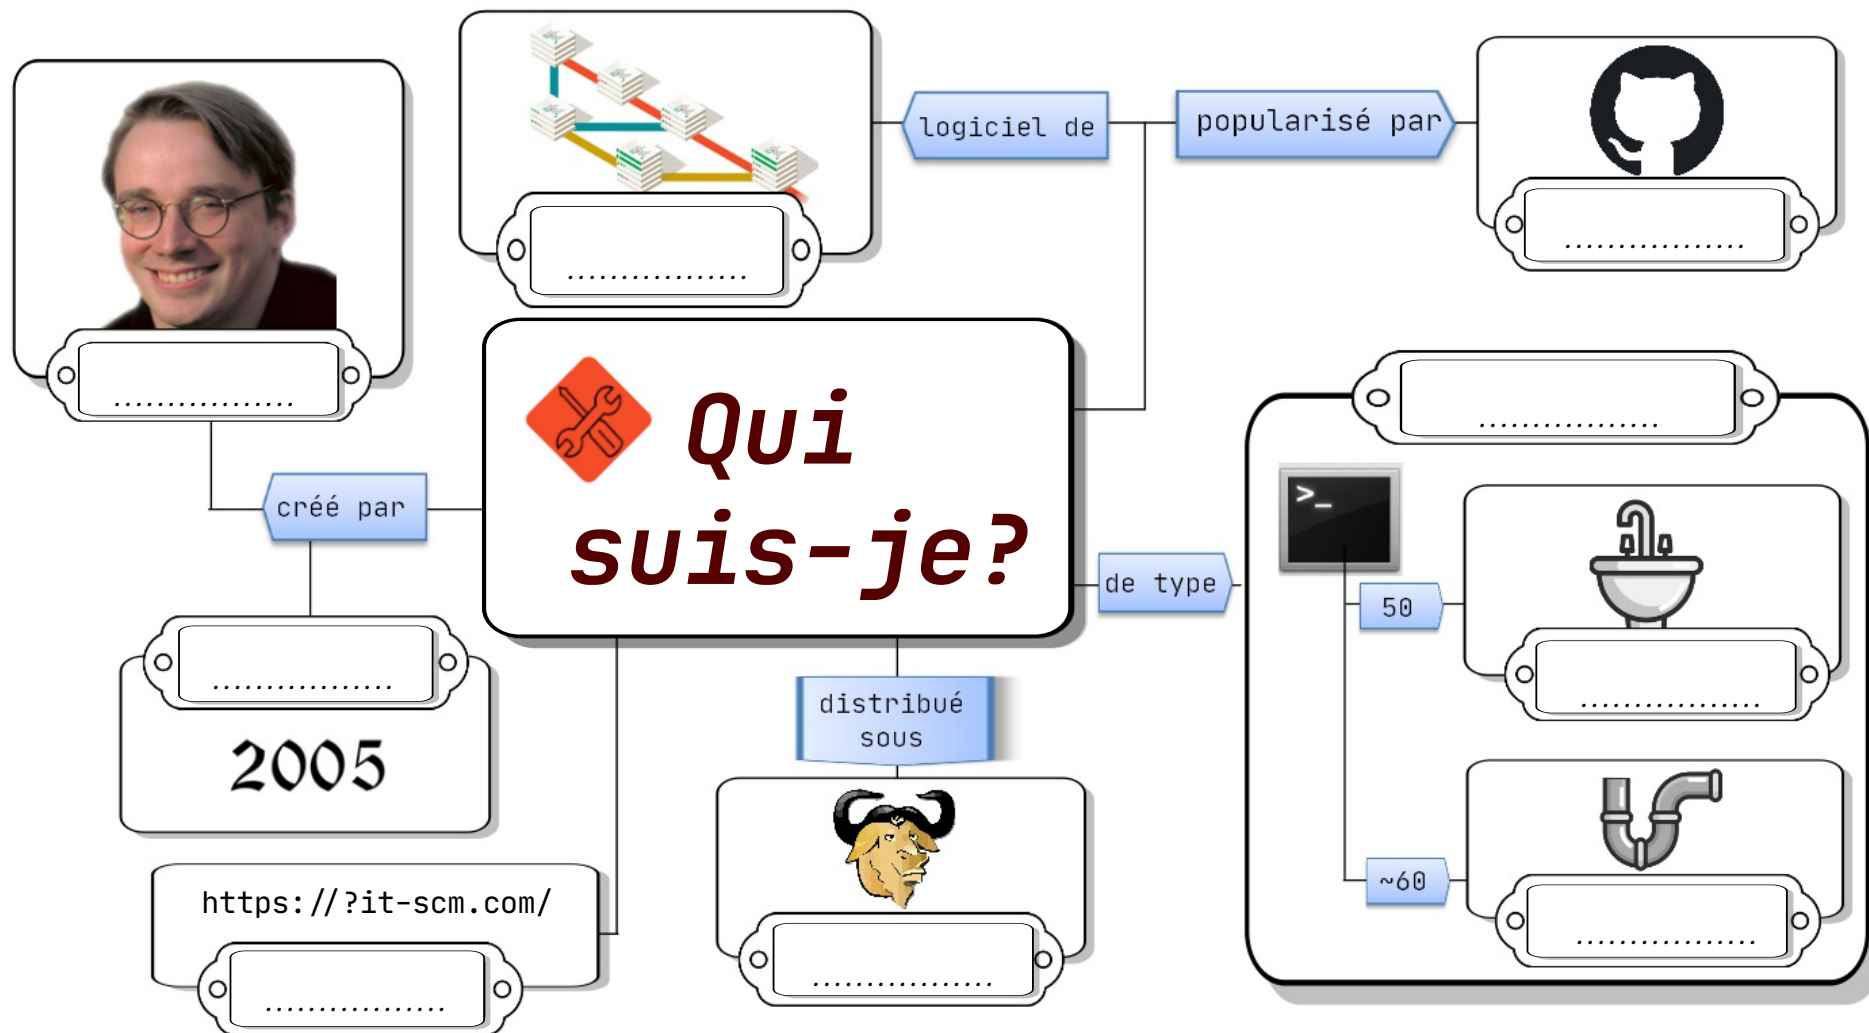 logiciel de
popularisé par
.................
.................
.................
.................
Qui
suis-je?
créé par
>_
de type
50
.................
.................
2005
distribué
sous
~60
https://?it-scm.com/
.................
.................
.................